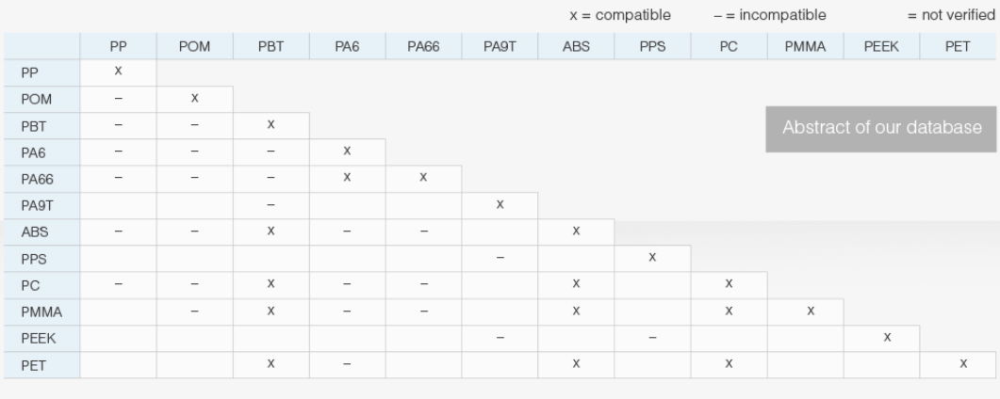 x = compatible – = incompatible = not verified
PP POM PBT PA6 PA66 PA9T ABS PPS PC PMMA PEEK PET
PP x
POM – x
PBT – – x
Abstract of our database
PA6 – – – x
PA66 – – – x x
PA9T – x
ABS – – x – – x
PPS – x
PC – – x – – x x
PMMA – x – – x x x
PEEK – – x
PET x – x x x